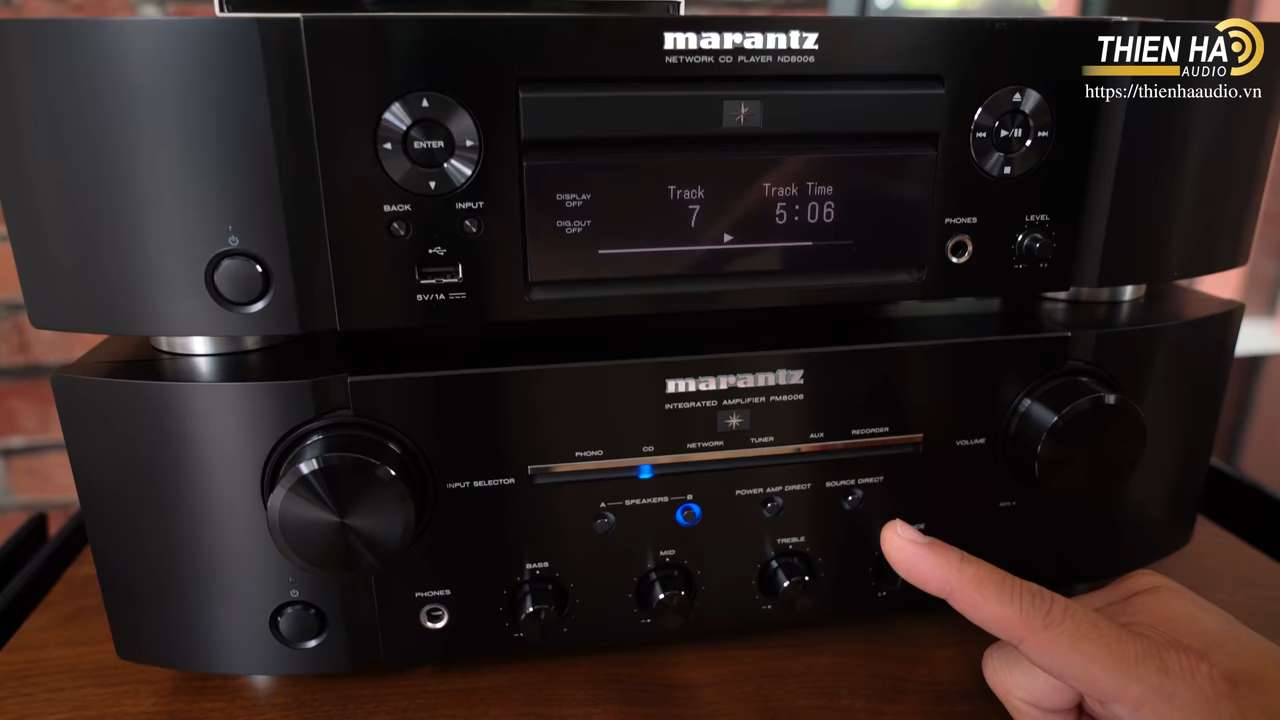 THIEN HA
AUDIO
https://thienhaaudio.vn
marantz
NETWORK CD PLAYER ND8006
ENTER
BACK
INPUT
5V/1A
DISPLAY
OFF
DIG.OUT
OFF
Track
7
Track Time
5:06
PHONES
LEVEL
marantz
INTEGRATED AMPLIFIER PM8006
PHONO
CD
NETWORK
TUNER
AUX
RECORDER
INPUT SELECTOR
VOLUME
A
SPEAKERS
B
POWER AMP DIRECT
SOURCE DIRECT
PHONES
BASS
MID
TREBLE